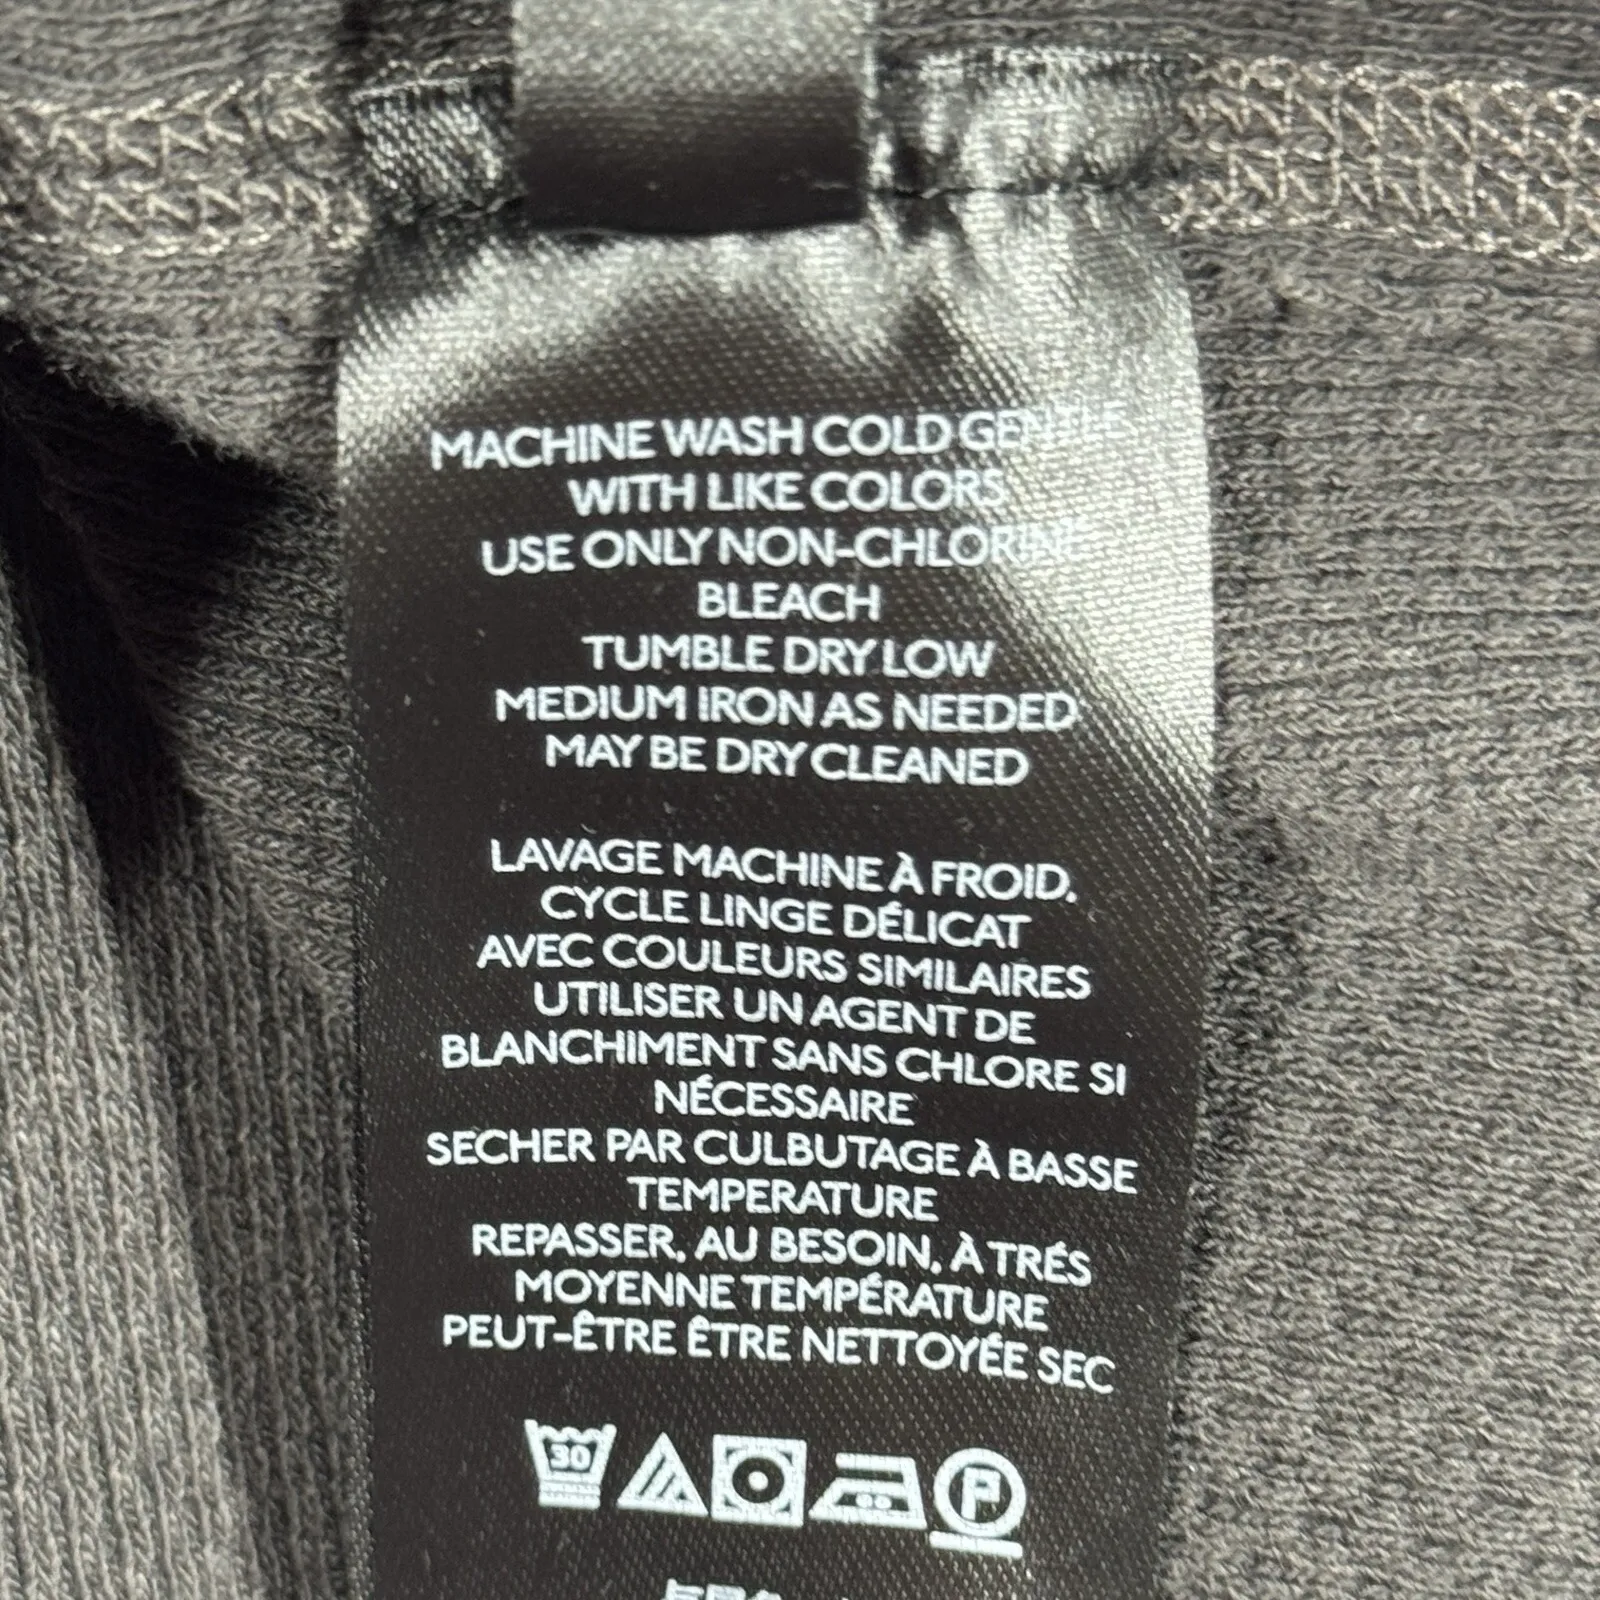 MACHINE WASH COLD GENTLE
WITH LIKE COLORS
USE ONLY NON-CHLORINE
BLEACH
TUMBLE DRY LOW
MEDIUM IRON AS NEEDED
MAY BE DRY CLEANED
LAVAGE MACHINE À FROID,
CYCLE LINGE DÉLICAT
AVEC COULEURS SIMILAIRES
UTILISER UN AGENT DE
BLANCHIMENT SANS CHLORE SI
NÉCESSAIRE
SECHER PAR CULBUTAGE À BASSE
TEMPERATURE
REPASSER, AU BESOIN, À TRÉS
MOYENNE TEMPÉRATURE
PEUT-ÊTRE ÊTRE NETTOYÉE SEC
30 P